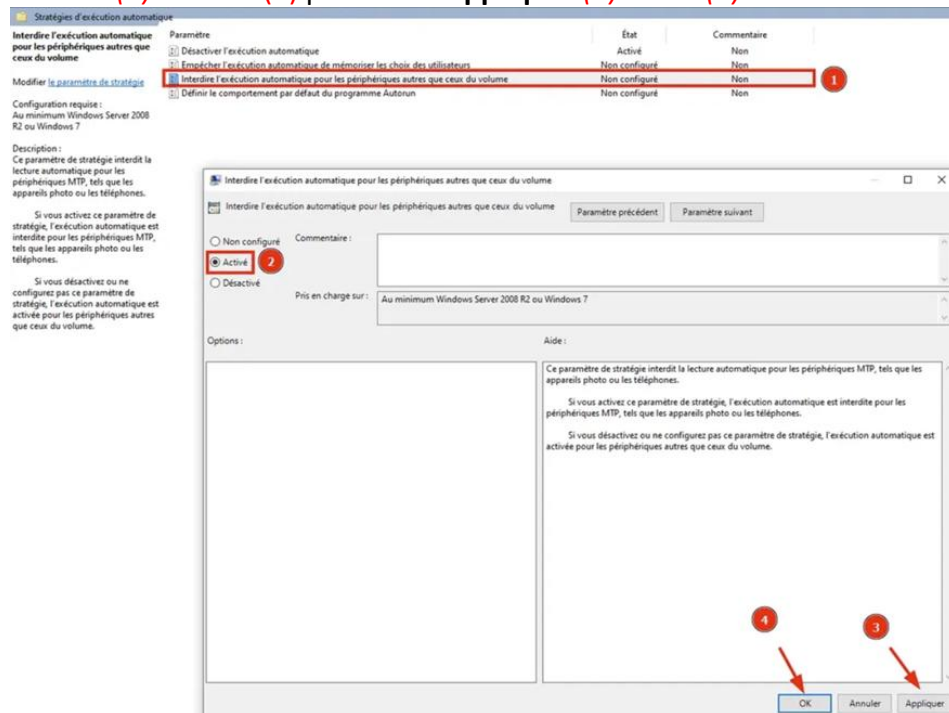 Stratégies d'exécution automatique
Interdire l'exécution automatique
pour les périphériques autres que
ceux du volume
Modifier le paramètre de stratégie
Configuration requise :
Au minimum Windows Server 2008
R2 ou Windows 7
Description :
Ce paramètre de stratégie interdit la
lecture automatique pour les
périphériques MTP, tels que les
appareils photo ou les téléphones.
Si vous activez ce paramètre de
stratégie, l'exécution automatique est
interdite pour les périphériques MTP,
tels que les appareils photo ou les
téléphones.
Si vous désactivez ou ne
configurez pas ce paramètre de
stratégie, l'exécution automatique est
activée pour les périphériques autres
que ceux du volume.
Paramètre État Commentaire
Désactiver l'exécution automatique Activé Non
Empêcher l'exécution automatique de mémoriser les choix des utilisateurs Non configuré Non
Interdire l'exécution automatique pour les périphériques autres que ceux du volume Non configuré Non
1
Définir le comportement par défaut du programme Autorun Non configuré Non
Interdire l'exécution automatique pour les périphériques autres que ceux du volume
Interdire l'exécution automatique pour les périphériques autres que ceux du volume
Paramètre précédent Paramètre suivant
Non configuré Commentaire :
Activé 2
Désactivé
Pris en charge sur : Au minimum Windows Server 2008 R2 ou Windows 7
Options : Aide :
Ce paramètre de stratégie interdit la lecture automatique pour les périphériques MTP, tels que les
appareils photo ou les téléphones.
Si vous activez ce paramètre de stratégie, l'exécution automatique est interdite pour les
périphériques MTP, tels que les appareils photo ou les téléphones.
Si vous désactivez ou ne configurez pas ce paramètre de stratégie, l'exécution automatique est
activée pour les périphériques autres que ceux du volume.
4 3
OK Annuler Appliquer